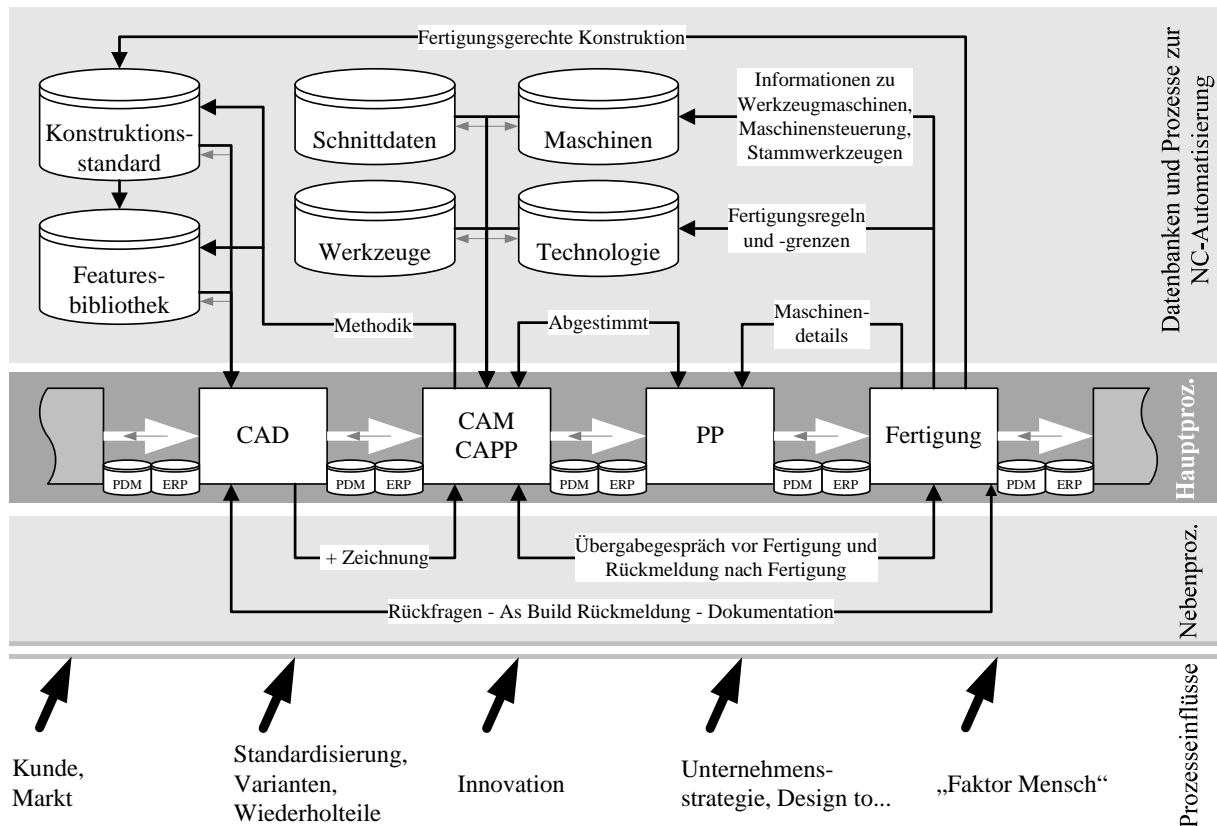 Fertigungsgerechte Konstruktion
Konstruktions-
standard
Schnittdaten
Maschinen
Informationen zu
Werkzeugmaschinen,
Maschinensteuerung,
Stammwerkzeugen
Features-
bibliothek
Werkzeuge
Technologie
Fertigungsregeln
und -grenzen
Methodik
Abgestimmt
Maschinen-
details
Datenbanken und Prozesse zur
NC-Automatisierung
CAD
CAM
CAPP
PP
Fertigung
PDM ERP
PDM ERP
PDM ERP
PDM ERP
PDM ERP
Hauptproz.
+ Zeichnung
Übergabegespräch vor Fertigung und
Rückmeldung nach Fertigung
Rückfragen - As Build Rückmeldung - Dokumentation
Nebenproz.
Kunde,
Markt
Standardisierung,
Varianten,
Wiederholteile
Innovation
Unternehmens-
strategie, Design to...
„Faktor Mensch“
Prozesseinflüsse